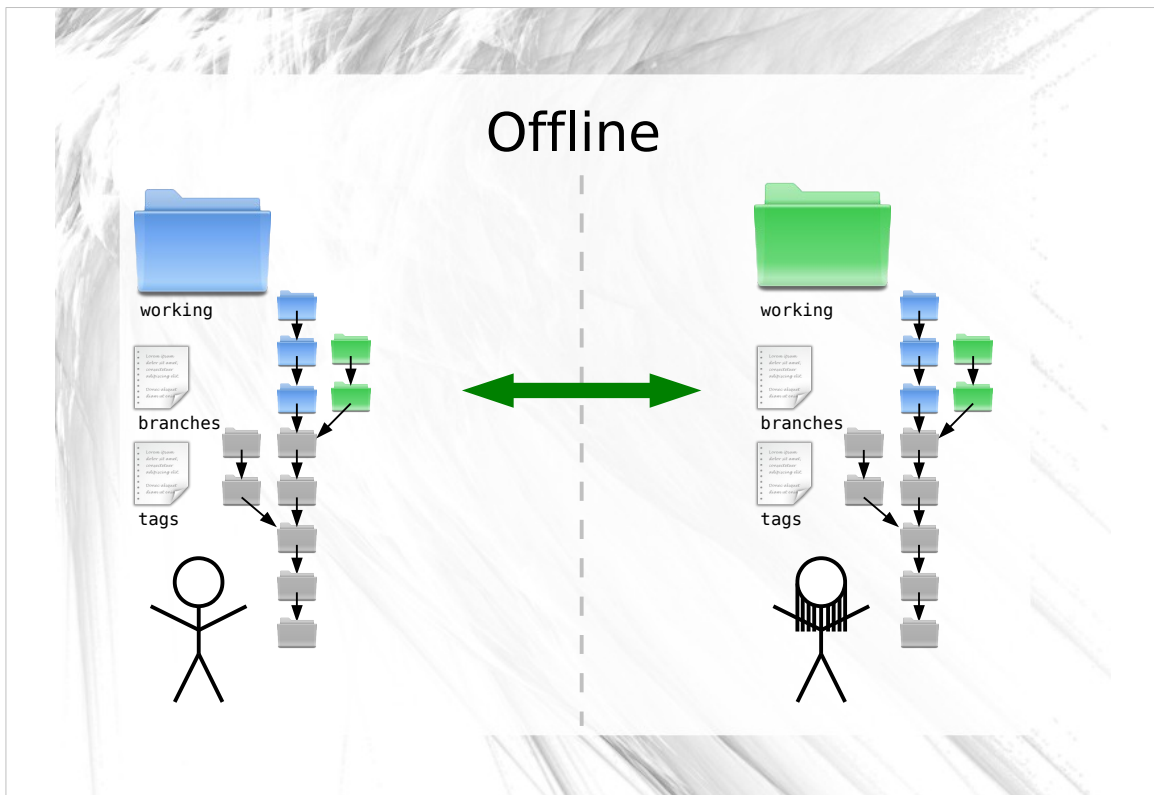 Offline
working
branches
tags
working
branches
tags